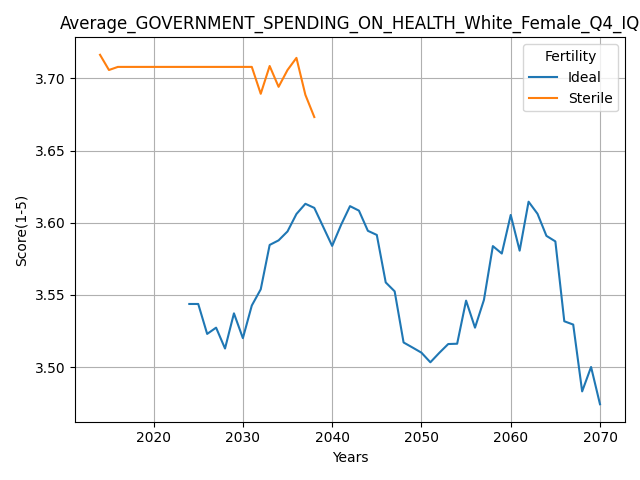 Average_GOVERNMENT_SPENDING_ON_HEALTH_White_Female_Q4_IQ
Fertility
Ideal
Sterile
Score(1-5)
3.70
3.65
3.60
3.55
3.50
2020 2030 2040 2050 2060 2070
Years